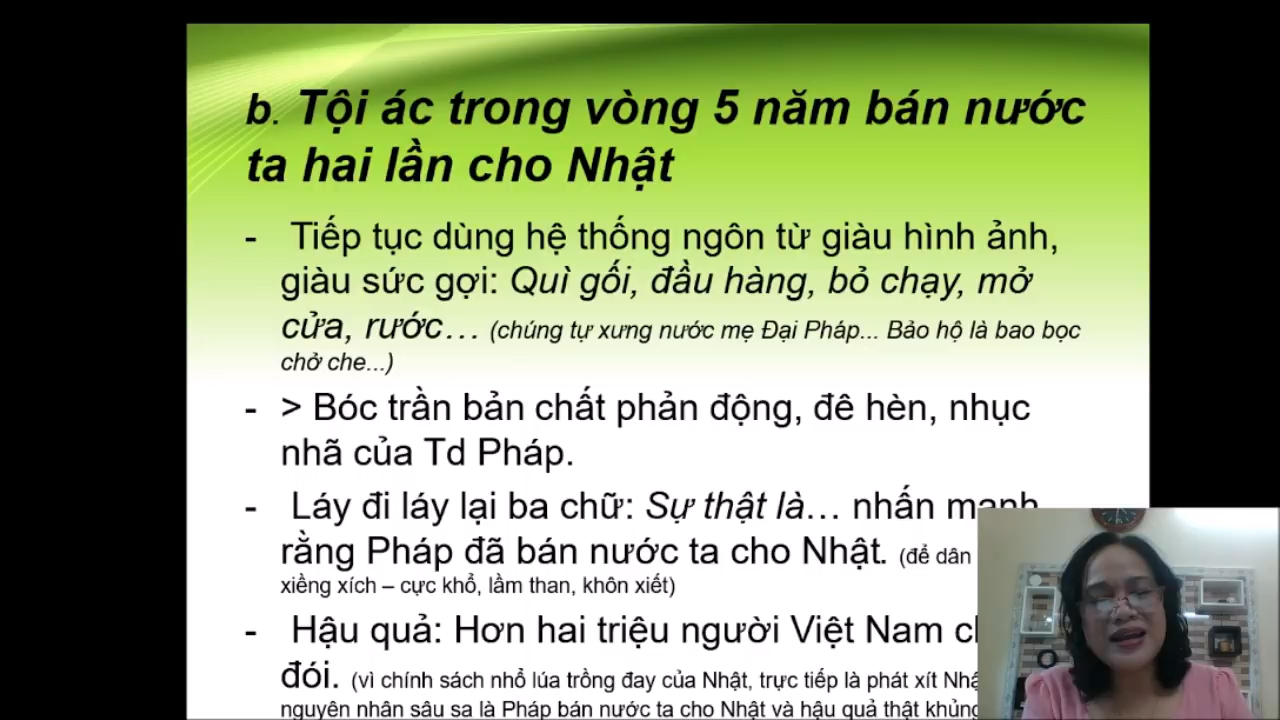 b. Tội ác trong vòng 5 năm bán nước
ta hai lần cho Nhật
- Tiếp tục dùng hệ thống ngôn từ giàu hình ảnh,
giàu sức gợi: Quì gối, đầu hàng, bỏ chạy, mở
cửa, rước… (chúng tự xưng nước mẹ Đại Pháp... Bảo hộ là bao bọc
chở che...)
- > Bóc trần bản chất phản động, đê hèn, nhục
nhã của Td Pháp.
- Láy đi láy lại ba chữ: Sự thật là… nhấn mạnh
rằng Pháp đã bán nước ta cho Nhật. (để dân
xiềng xích – cực khổ, lầm than, khôn xiết)
- Hậu quả: Hơn hai triệu người Việt Nam
đói. (vì chính sách nhổ lúa trồng đay của Nhật, trực tiếp là phát xít
nguyên nhân sâu sa là Pháp bán nước ta cho Nhật và hậu quả thật